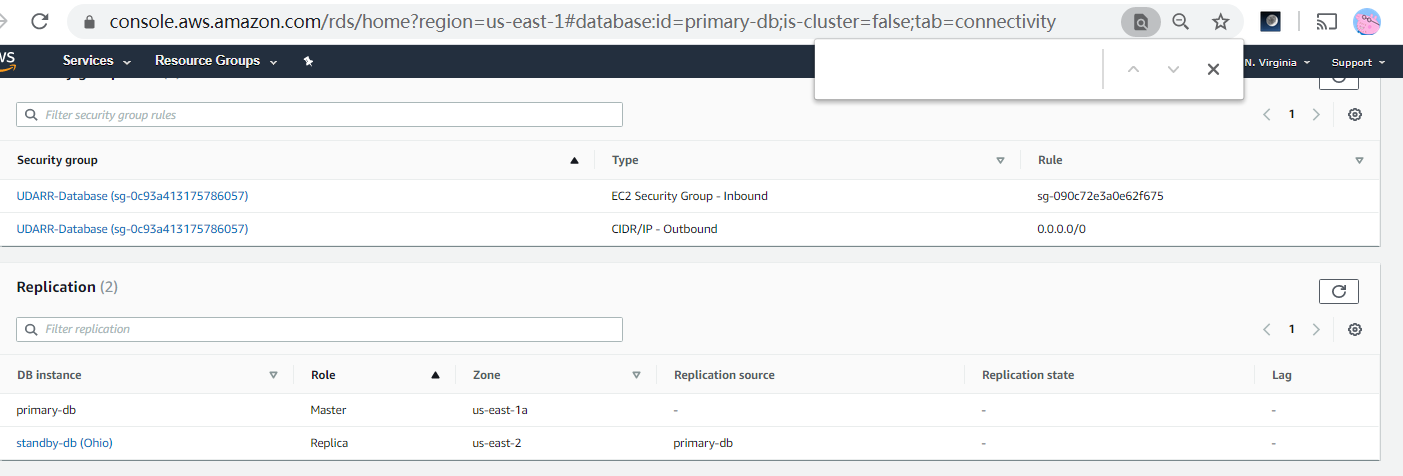 console.aws.amazon.com/rds/home?region=us-east-1#database:id=primary-db;is-cluster=false;tab=connectivity
Services Resource Groups N. Virginia Support
Filter security group rules 1
Security group Type Rule
UDARR-Database (sg-0c93a413175786057) EC2 Security Group - Inbound sg-090c72e3a0e62f675
UDARR-Database (sg-0c93a413175786057) CIDR/IP - Outbound 0.0.0.0/0
Replication (2)
Filter replication 1
DB instance Role Zone Replication source Replication state Lag
primary-db Master us-east-1a - - -
standby-db (Ohio) Replica us-east-2 primary-db - -